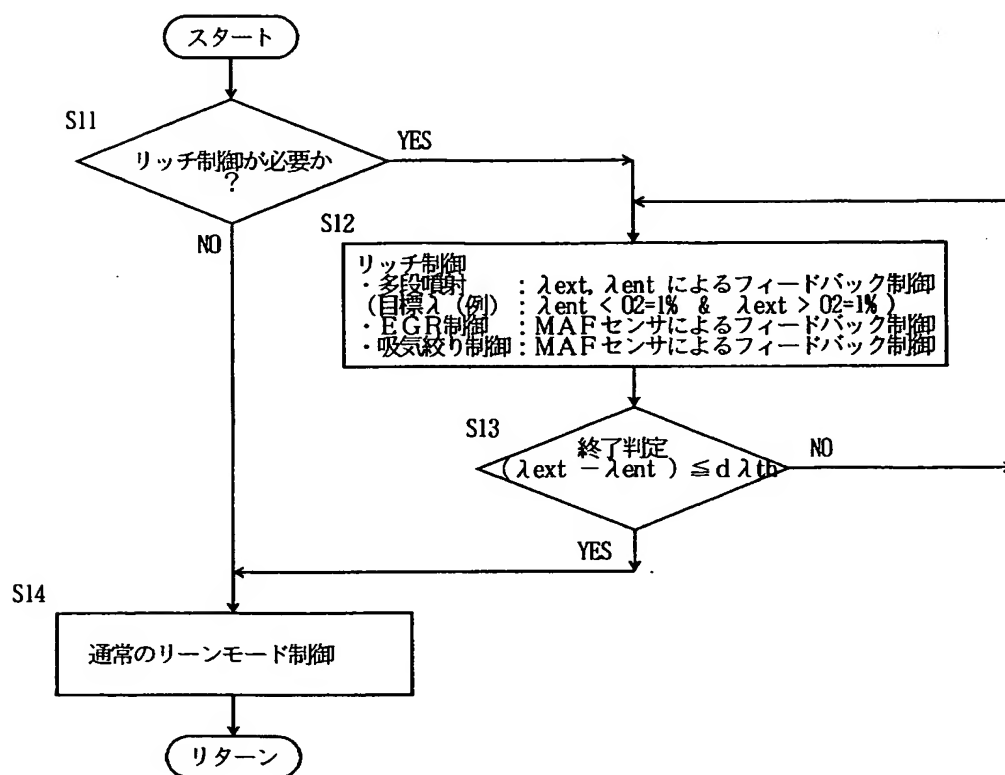 スタート
S11
リッチ制御が必要か
?
YES
NO
S12
リッチ制御
・多段噴射 : λext, λent によるフィードバック制御
(目標λ (例) : λent < O2=1% & λext > O2=1% )
・EGR制御 : MAFセンサによるフィードバック制御
・吸気絞り制御 : MAFセンサによるフィードバック制御
S13
終了判定
(λext - λent ) ≦ d λth
NO
YES
S14
通常のリーンモード制御
リターン